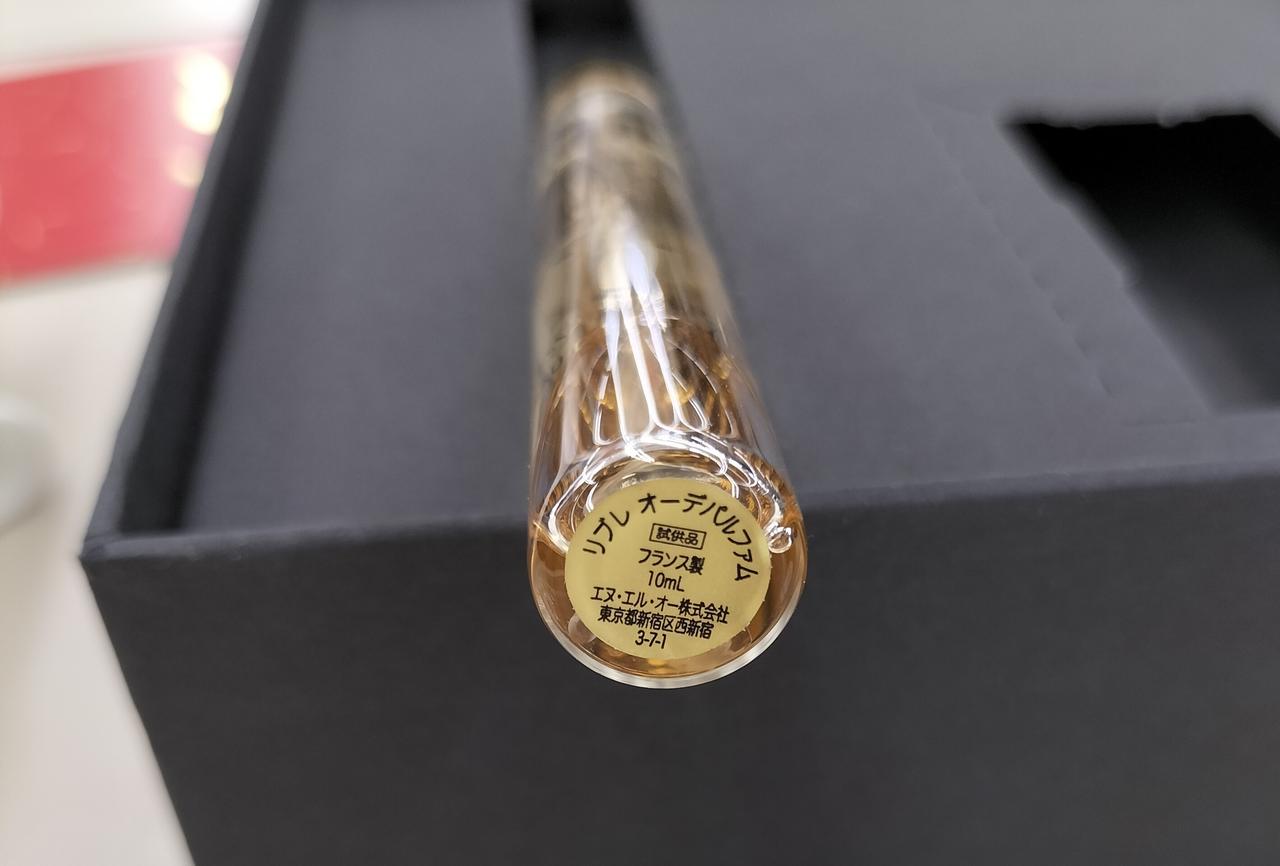 リブレ オーデパルファム
試供品
フランス製
10mL
エヌ・エル・オー株式会社
東京都新宿区西新宿
3-7-1